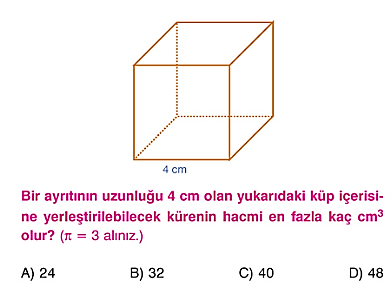 4 cm
Bir ayrıtının uzunluğu 4 cm olan yukarıdaki küp içerisi-
ne yerleştirilebilecek kürenin hacmi en fazla kaç cm³
olur? (π = 3 alınız.)
A) 24 B) 32 C) 40 D) 48